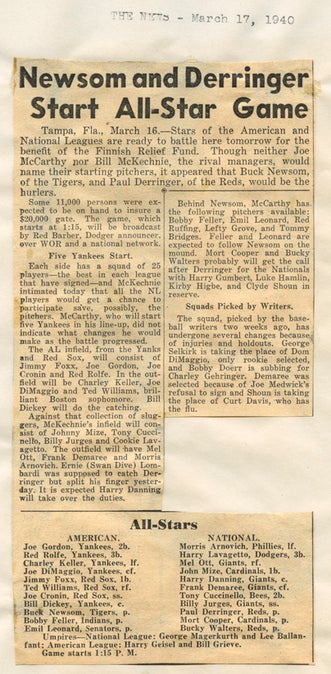 THE NEWS - March 17, 1940
Newsom and Derringer
Start All-Star Game
Tampa, Fla., March 16.—Stars of the American and
National Leagues are ready to battle here tomorrow for the
benefit of the Finnish Relief Fund. Though neither Joe
McCarthy nor Bill McKechnie, the rival managers, would
name their starting pitchers, it appeared that Buck Newsom,
of the Tigers, and Paul Derringer, of the Reds, would be the
hurlers.
Some 11,000 persons were ex-
pected to be on hand to insure a
$20,000 gate. The game, which
starts at 1:15, will be broadcast
by Red Barber, Dodger announcer,
over WOR and a national network.
Five Yankees Start.
Each side has a squad of 25
players—the best in each league
that have signed—and McKechnie
intimated today that all the NL
players would get a chance to
participate save, possibly, the
pitchers. McCarthy, who will start
five Yankees in his line-up, did not
indicate what changes he would
make as the battle progressed.
The AL infield, from the Yanks
and Red Sox, will consist of
Jimmy Foxx, Joe Gordon, Joe
Cronin and Red Rolfe. In the out-
field will be Charley Keller, Joe
DiMaggio and Ted Williams, bril-
liant Boston sophomore. Bill
Dickey will do the catching.
Against that collection of slug-
gers, McKechnie's infield will con-
sist of Johnny Mize, Tony Cucci-
nello, Billy Jurges and Cookie Lav-
agetto. The outfield will have Mel
Ott, Frank Demaree and Morris
Arnovich. Ernie (Swan Dive) Lom-
bardi was supposed to catch Der-
ringer but split his finger yester-
day. It is expected Harry Danning
will take over the duties.
Behind Newsom, McCarthy has
the following pitchers available:
Bobby Feller, Emil Leonard, Red
Ruffing, Lefty Grove, and Tommy
Bridges. Feller and Leonard are
expected to follow Newsom on the
mound. Mort Cooper and Bucky
Walters probably will get the call
after Derringer for the Nationals
with Harry Gumbert, Luke Hamlin,
Kirby Higbe, and Clyde Shoun in
reserve.
Squads Picked by Writers.
The squad, picked by the base-
ball writers two weeks ago, has
undergone several changes because
of injuries and holdouts. George
Selkirk is taking the place of Dom
DiMaggio, only rookie selected,
and Bobby Doerr is subbing for
Charley Gehringer. Demaree was
selected because of Joe Medwick's
refusal to sign and Shoun is taking
the place of Curt Davis, who has
the flu.
All-Stars
AMERICAN.
Joe Gordon, Yankees, 2b.
Red Rolfe, Yankees, 3b.
Charley Keller, Yankees, lf.
Joe DiMaggio, Yankees, cf.
Jimmy Foxx, Red Sox, 1b.
Ted Williams, Red Sox, rf.
Joe Cronin, Red Sox, ss.
Bill Dickey, Yankees, c.
Buck Newsom, Tigers, p.
Bobby Feller, Indians, p.
Emil Leonard, Senators, p.
NATIONAL.
Morris Arnovich, Phillies, lf.
Harry Lavagetto, Dodgers, 3b.
Mel Ott, Giants, rf.
John Mize, Cardinals, 1b.
Harry Danning, Giants, c.
Frank Demaree, Giants, cf.
Tony Cuccinello, Bees, 2b.
Billy Jurges, Giants, ss.
Paul Derringer, Reds, p.
Mort Cooper, Cardinals, p.
Bucky Walters, Reds, p.
Umpires—National League: George Magerkurth and Lee Ballan-
fant; American League: Harry Geisel and Bill Grieve.
Game starts 1:15 P. M.